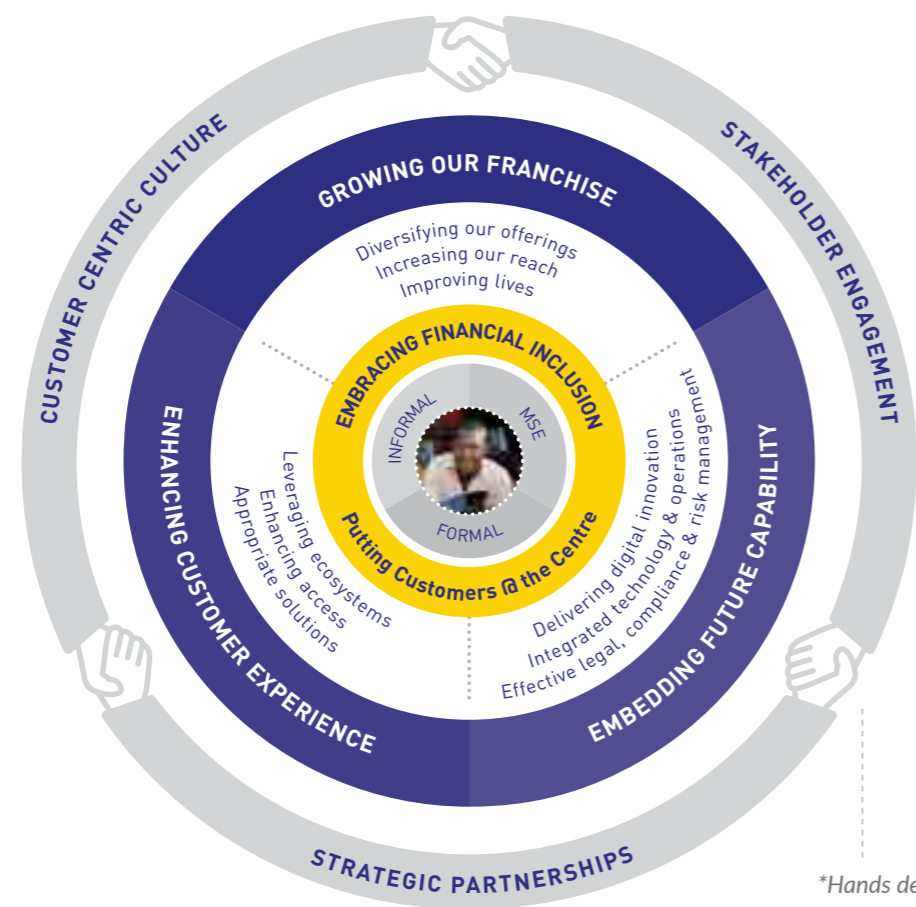 CUSTOMER CENTRIC CULTURE
STAKEHOLDER ENGAGEMENT
GROWING OUR FRANCHISE
Diversifying our offerings
Increasing our reach
Improving lives
EMBRACING FINANCIAL INCLUSION
INFORMAL
MSE
FORMAL
Putting Customers @ the Centre
ENHANCING CUSTOMER EXPERIENCE
Leveraging ecosystems
Enhancing access
Appropriate solutions
Delivering digital innovation
Integrated technology & operations
Effective legal, compliance & risk management
EMBEDDING FUTURE CAPABILITY
STRATEGIC PARTNERSHIPS
*Hands de